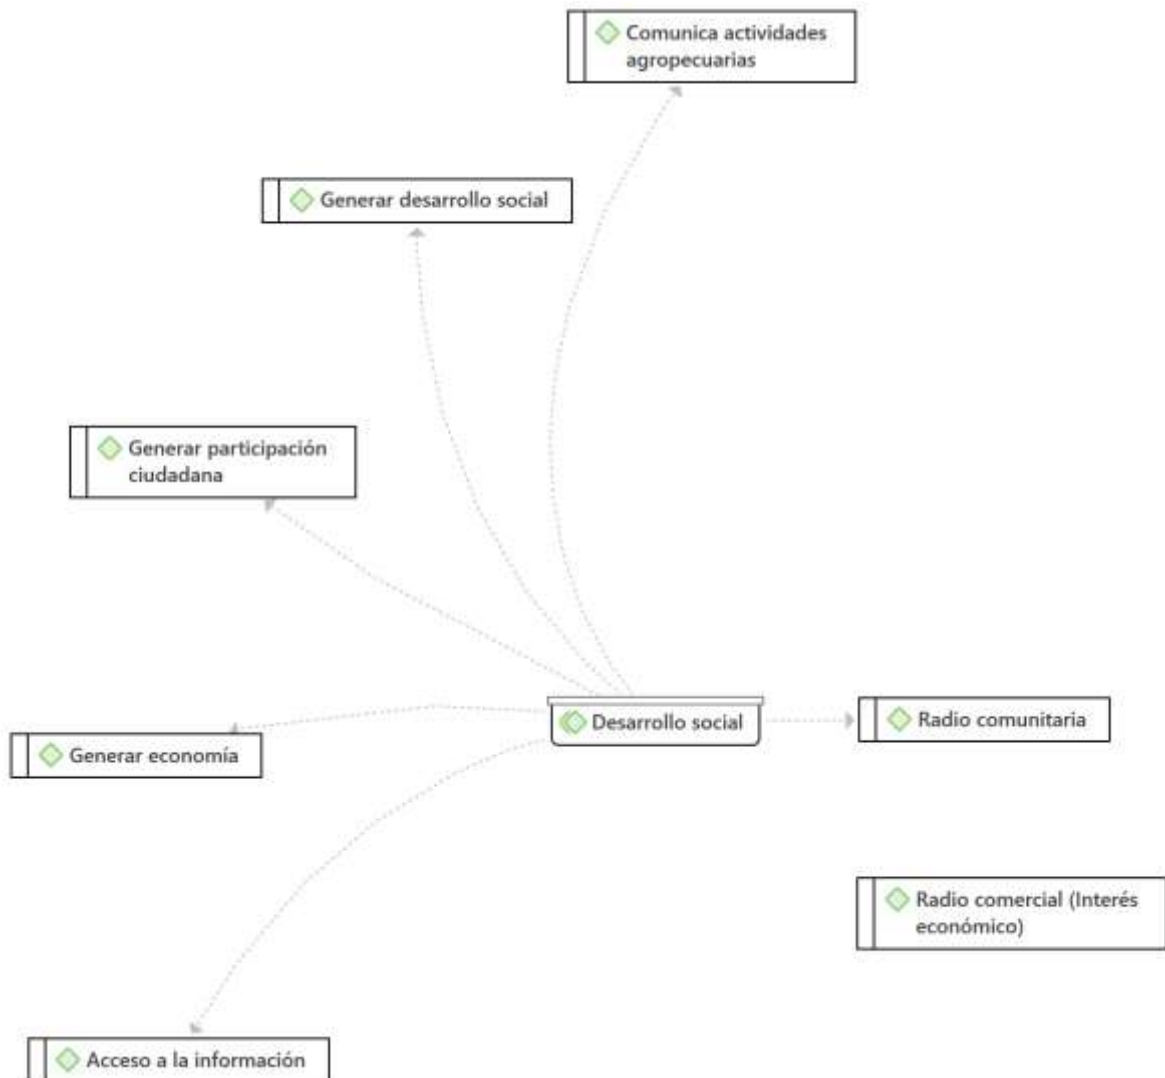 Comunica actividades
agropecuarias
Generar desarrollo social
Generar participación
ciudadana
Desarrollo social
Radio comunitaria
Generar economía
Radio comercial (Interés
económico)
Acceso a la información